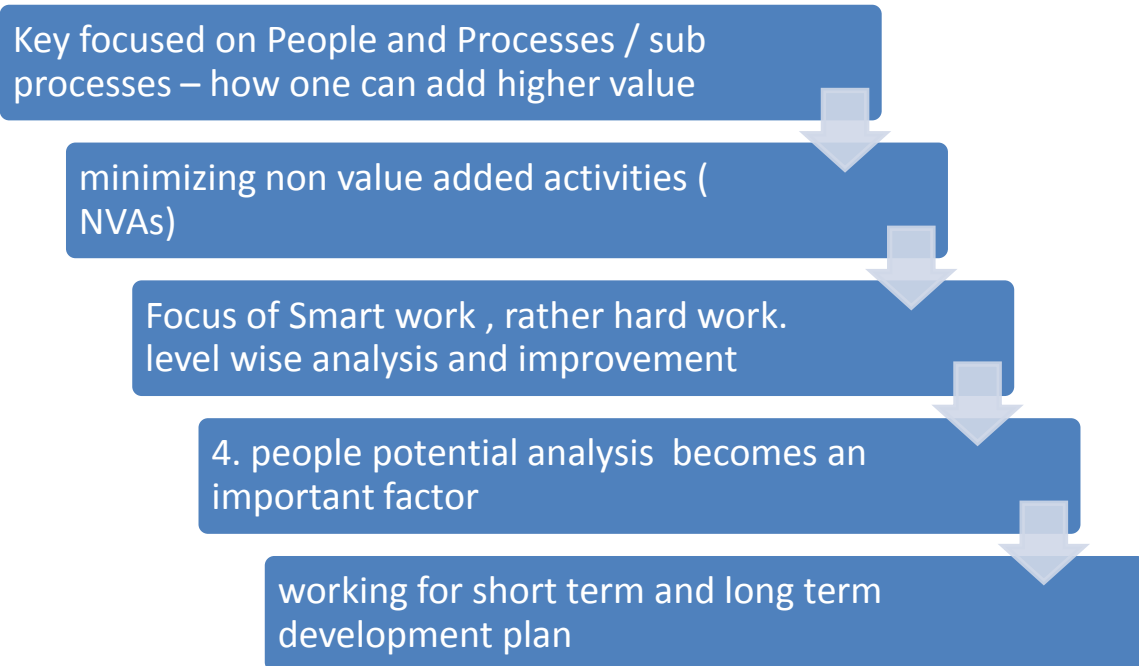 Key focused on People and Processes / sub
processes – how one can add higher value
minimizing non value added activities (
NVAs)
Focus of Smart work , rather hard work.
level wise analysis and improvement
4. people potential analysis  becomes an
important factor
working for short term and long term
development plan